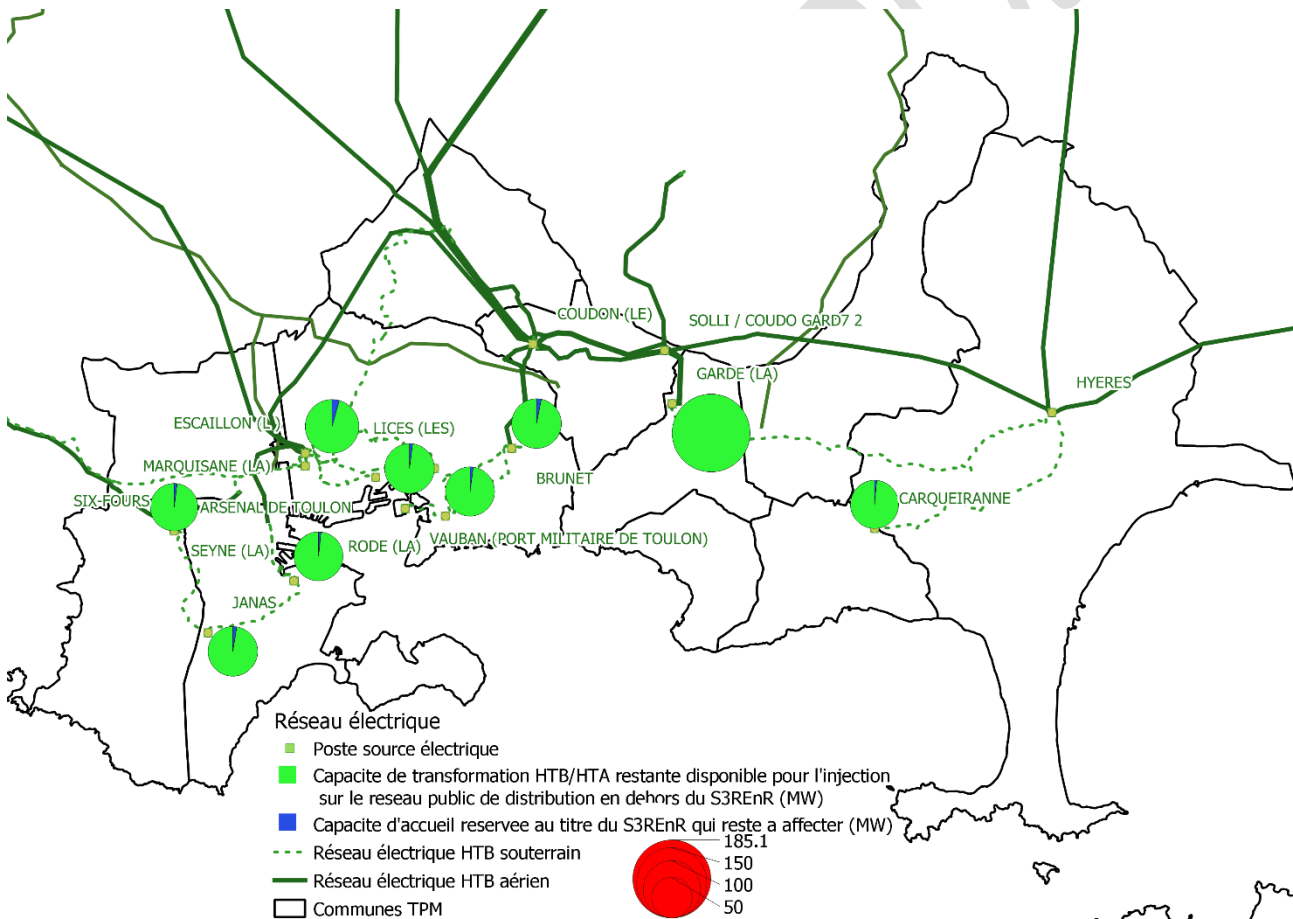 COUDON (LE)
SOLLI / COUDO GARD7 2
GARDE (LA)
HYERES
ESCAILLON (L')
LICES (LES)
MARQUISANE (LA)
BRUNET
SIX-FOURS
ARSENAL DE TOULON
CARQUEIRANNE
SEYNE (LA)
RODE (LA)
VAUBAN (PORT MILITAIRE DE TOULON)
JANAS
Réseau électrique
Poste source électrique
Capacite de transformation HTB/HTA restante disponible pour l'injection
sur le reseau public de distribution en dehors du S3REnR (MW)
Capacite d'accueil reservee au titre du S3REnR qui reste a affecter (MW)
Réseau électrique HTB souterrain
Réseau électrique HTB aérien
Communes TPM
185.1
150
100
50